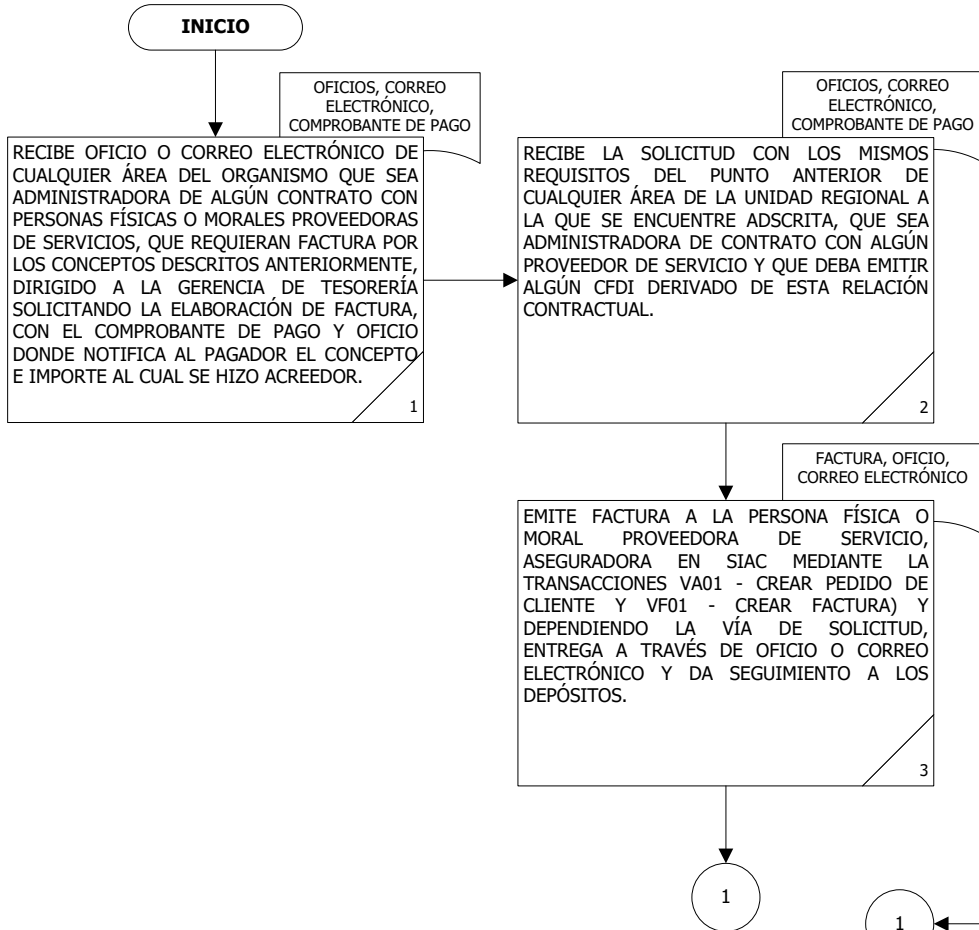 INICIO
OFICIOS, CORREO
ELECTRÓNICO,
COMPROBANTE DE PAGO
RECIBE OFICIO O CORREO ELECTRÓNICO DE
CUALQUIER ÁREA DEL ORGANISMO QUE SEA
ADMINISTRADORA DE ALGÚN CONTRATO CON
PERSONAS FÍSICAS O MORALES PROVEEDORAS
DE SERVICIOS, QUE REQUIERAN FACTURA POR
LOS CONCEPTOS DESCRITOS ANTERIORMENTE,
DIRIGIDO A LA GERENCIA DE TESORERÍA
SOLICITANDO LA ELABORACIÓN DE FACTURA,
CON EL COMPROBANTE DE PAGO Y OFICIO
DONDE NOTIFICA AL PAGADOR EL CONCEPTO
E IMPORTE AL CUAL SE HIZO ACREEDOR.
1
OFICIOS, CORREO
ELECTRÓNICO,
COMPROBANTE DE PAGO
RECIBE LA SOLICITUD CON LOS MISMOS
REQUISITOS DEL PUNTO ANTERIOR DE
CUALQUIER ÁREA DE LA UNIDAD REGIONAL A
LA QUE SE ENCUENTRE ADSCRITA, QUE SEA
ADMINISTRADORA DE CONTRATO CON ALGÚN
PROVEEDOR DE SERVICIO Y QUE DEBA EMITIR
ALGÚN CFDI DERIVADO DE ESTA RELACIÓN
CONTRACTUAL.
2
FACTURA, OFICIO,
CORREO ELECTRÓNICO
EMITE FACTURA A LA PERSONA FÍSICA O
MORAL PROVEEDORA DE SERVICIO,
ASEGURADORA EN SIAC MEDIANTE LA
TRANSACCIONES VA01 - CREAR PEDIDO DE
CLIENTE Y VF01 - CREAR FACTURA) Y
DEPENDIENDO LA VÍA DE SOLICITUD,
ENTREGA A TRAVÉS DE OFICIO O CORREO
ELECTRÓNICO Y DA SEGUIMIENTO A LOS
DEPÓSITOS.
3
1
1